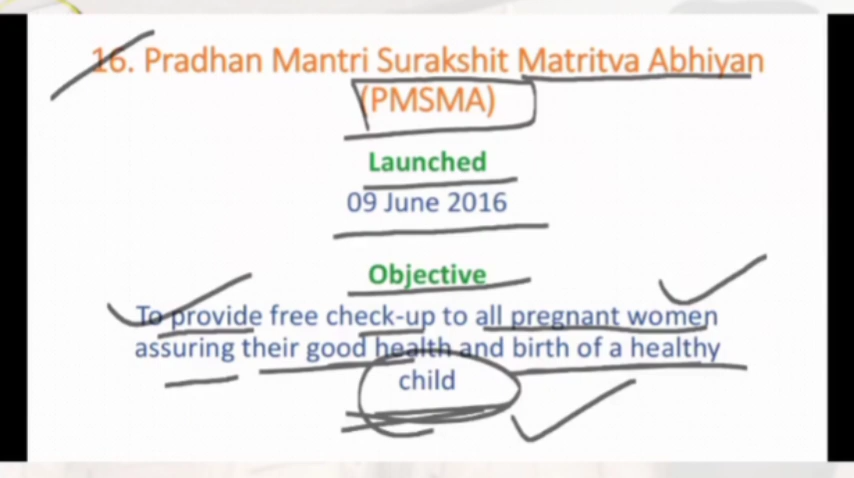 16. Pradhan Mantri Surakshit Matritva Abhiyan
(PMSMA)
Launched
09 June 2016
Objective
To provide free check-up to all pregnant women
assuring their good health and birth of a healthy
child